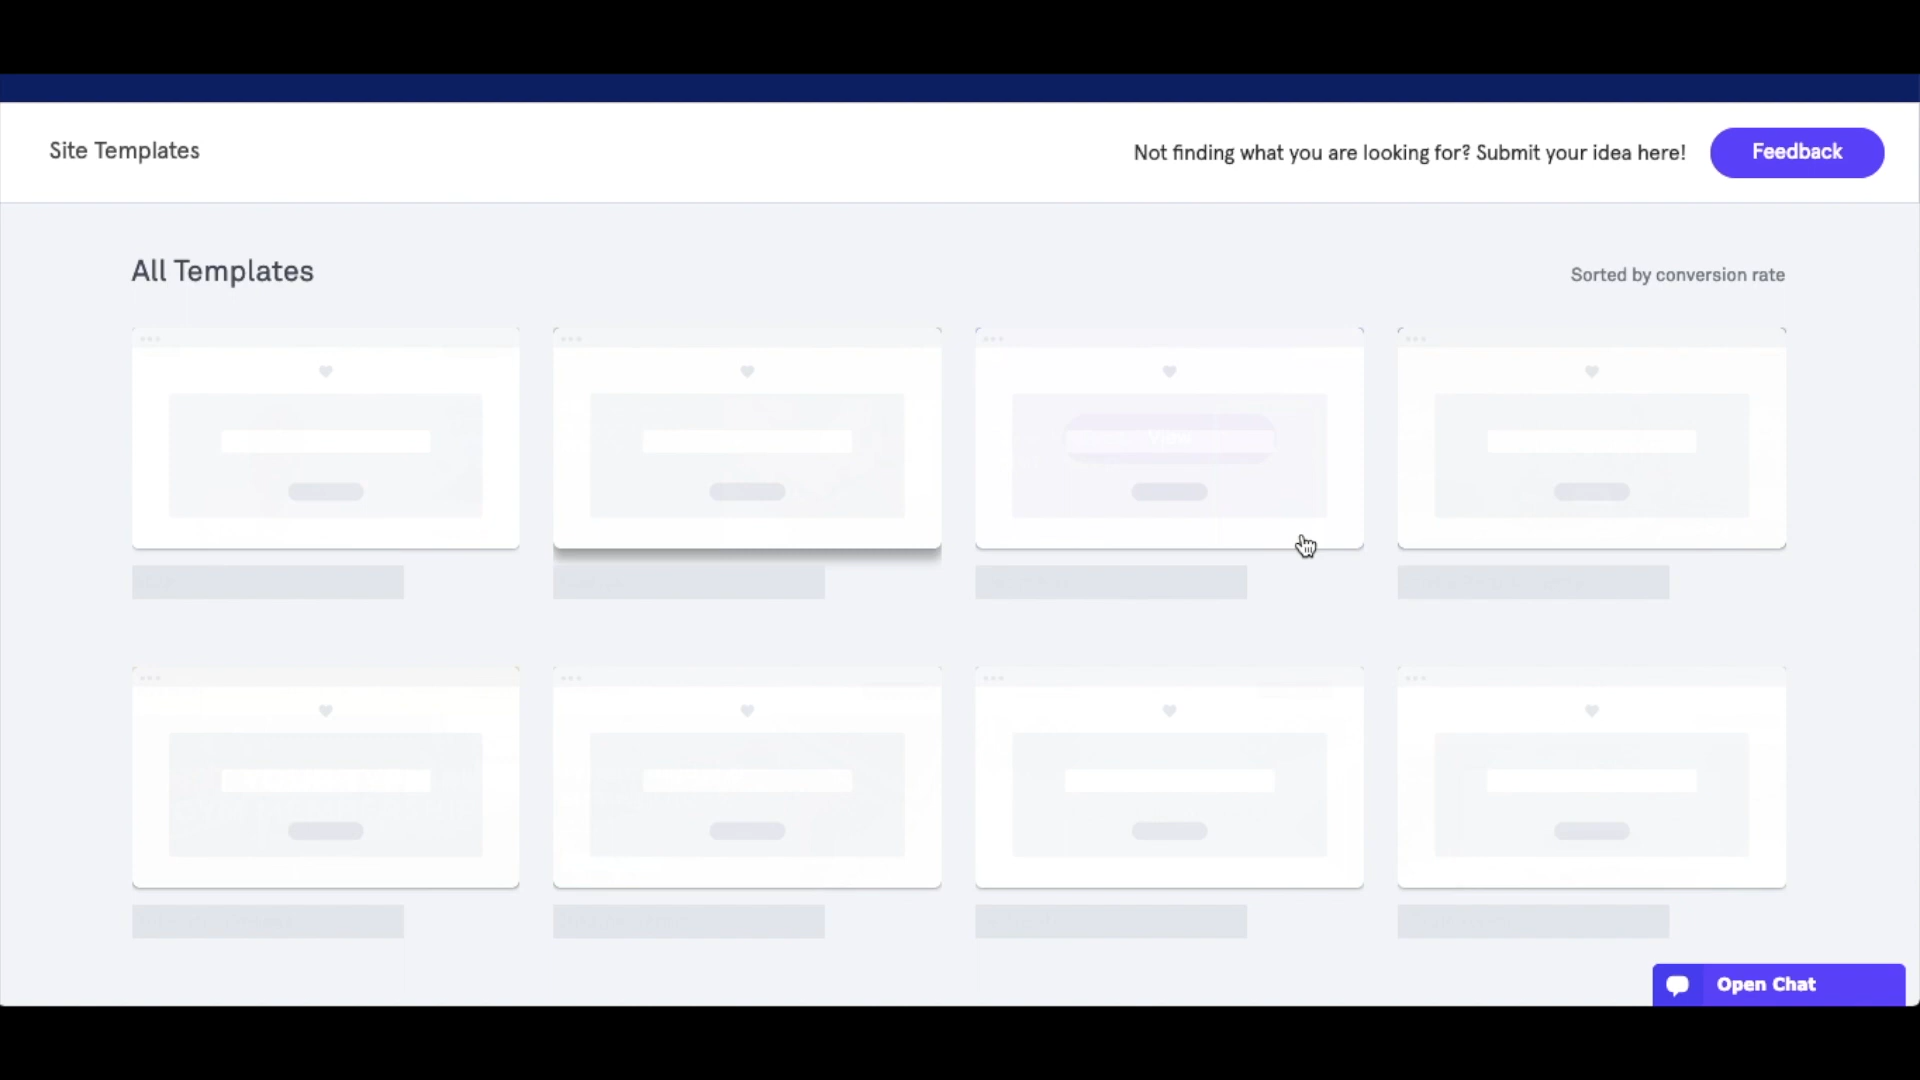 Site Templates
Not finding what you are looking for? Submit your idea here!
Feedback
All Templates
Sorted by conversion rate
View
Open Chat